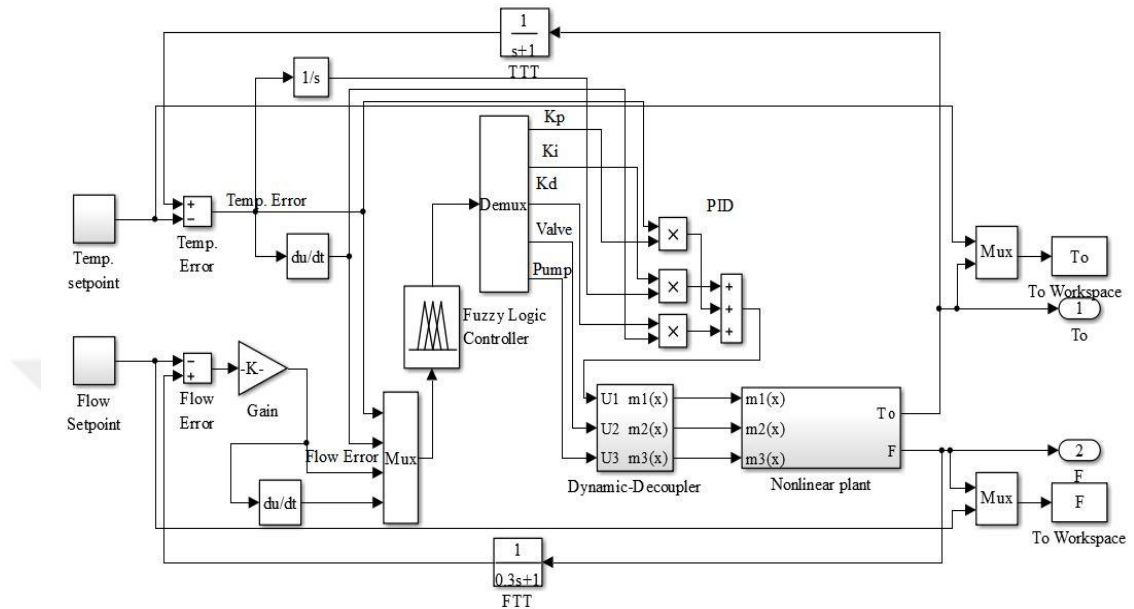 1
s+1
TTT
1/s
Kp
Ki
Kd
Demux
Valve
Pump
PID
+
−
Temp. Error
Temp.
setpoint
Temp.
Error
du/dt
×
×
×
+
+
+
Mux
To
To Workspace
1
To
Fuzzy Logic
Controller
−
+
Flow
Setpoint
Flow
Error
-K-
Gain
Flow Error
Mux
du/dt
U1 m1(x)
U2 m2(x)
U3 m3(x)
Dynamic-Decoupler
m1(x)
m2(x)
m3(x)
To
F
Nonlinear plant
2
F
Mux
F
To Workspace
1
0.3s+1
FTT